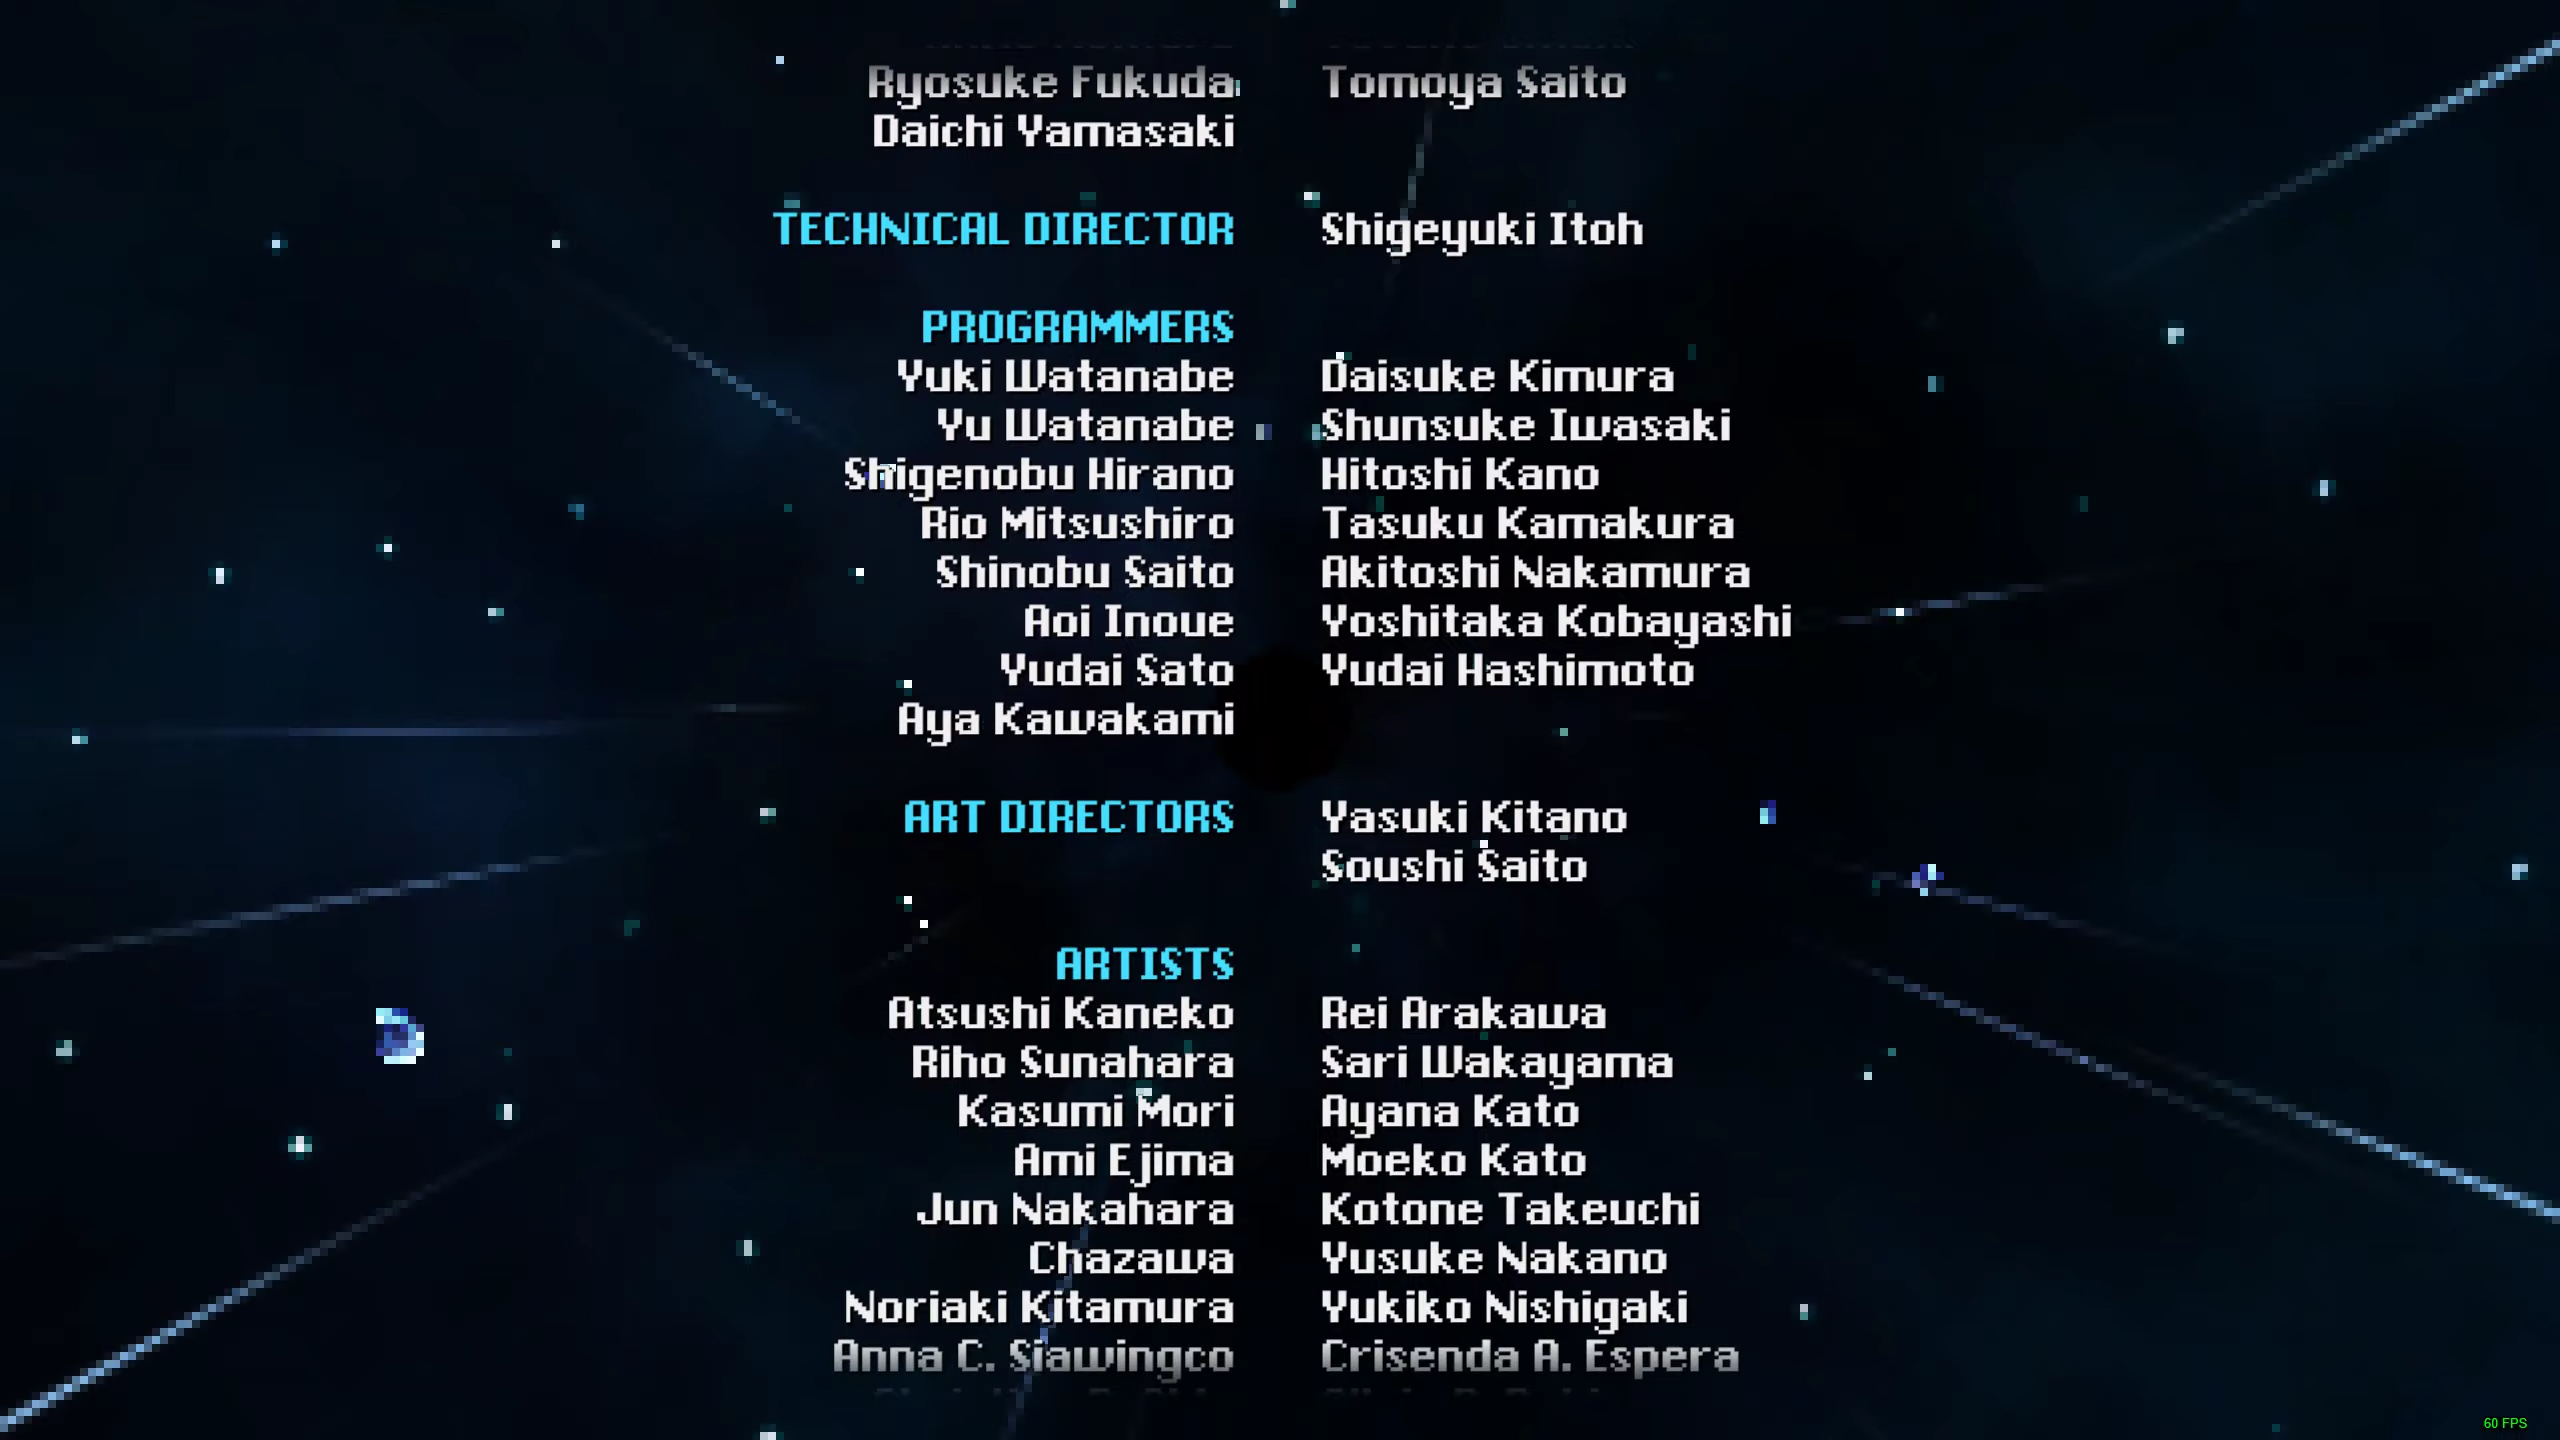 Ryosuke Fukuda Tomoya Saito
Daichi Yamasaki
TECHNICAL DIRECTOR Shigeyuki Itoh
PROGRAMMERS
Yuki Watanabe Daisuke Kimura
Yu Watanabe Shunsuke Iwasaki
Shigenobu Hirano Hitoshi Kano
Rio Mitsushiro Tasuku Kamakura
Shinobu Saito Akitoshi Nakamura
Aoi Inoue Yoshitaka Kobayashi
Yudai Sato Yudai Hashimoto
Aya Kawakami
ART DIRECTORS Yasuki Kitano
Soushi Saito
ARTISTS
Atsushi Kaneko Rei Arakawa
Riho Sunahara Sari Wakayama
Kasumi Mori Ayana Kato
Ami Ejima Moeko Kato
Jun Nakahara Kotone Takeuchi
Chazawa Yusuke Nakano
Noriaki Kitamura Yukiko Nishigaki
Anna C. Siawingco Crisenda A. Espera
60 FPS